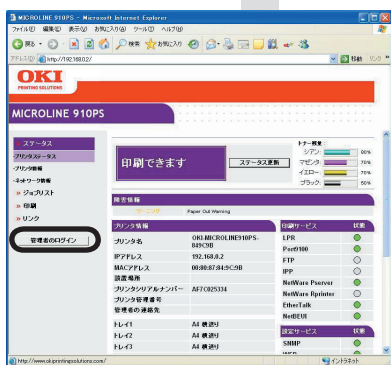 MICROLINE 910PS - Microsoft Internet Explorer
ファイル(F) 編集(E) 表示(V) お気に入り(A) ツール(T) ヘルプ(H)
戻る 検索 お気に入り
アドレス(D) http://192.168.0.2/ 移動 リンク
OKI
PRINTING SOLUTIONS
MICROLINE 910PS
ステータス
・プリンタステータス
・プリンタ情報
・ネットワーク情報
» ジョブリスト
» 印刷
» リンク
管理者のログイン
印刷できます
ステータス更新
トナー残量:
シアン: 80%
マゼンタ: 70%
イエロー: 70%
ブラック: 50%
障害情報
ワーニング Paper Out Warning
プリンタ情報
プリンタ名 OKI-MICROLINE910PS-849C9B
IPアドレス 192.168.0.2
MACアドレス 00:80:87:84:9C:9B
設置場所
プリンタシリアルナンバー AF7C025334
プリンタ管理番号
管理者の連絡先
トレイ1 A4 横送り
トレイ2 A4 横送り
トレイ3 A4 横送り
印刷サービス 状態
LPR
Port9100
FTP
IPP
NetWare Pserver
NetWare Rprinter
EtherTalk
NetBEUI
設定サービス 状態
SNMP
WEB
http://www.okiprintingsolutions.com/ イントラネット